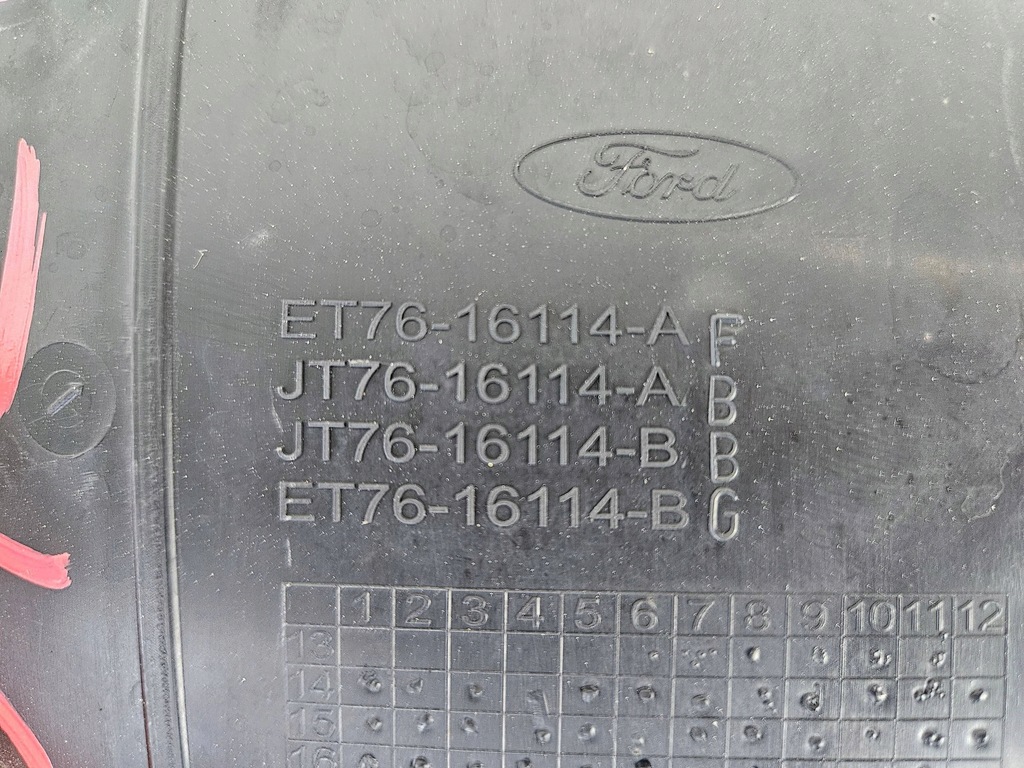 Ford
ET76-16114-A F
JT76-16114-A B
JT76-16114-B B
ET76-16114-B G
1 2 3 4 5 6 7 8 9 10 11 12
13
14
15
16